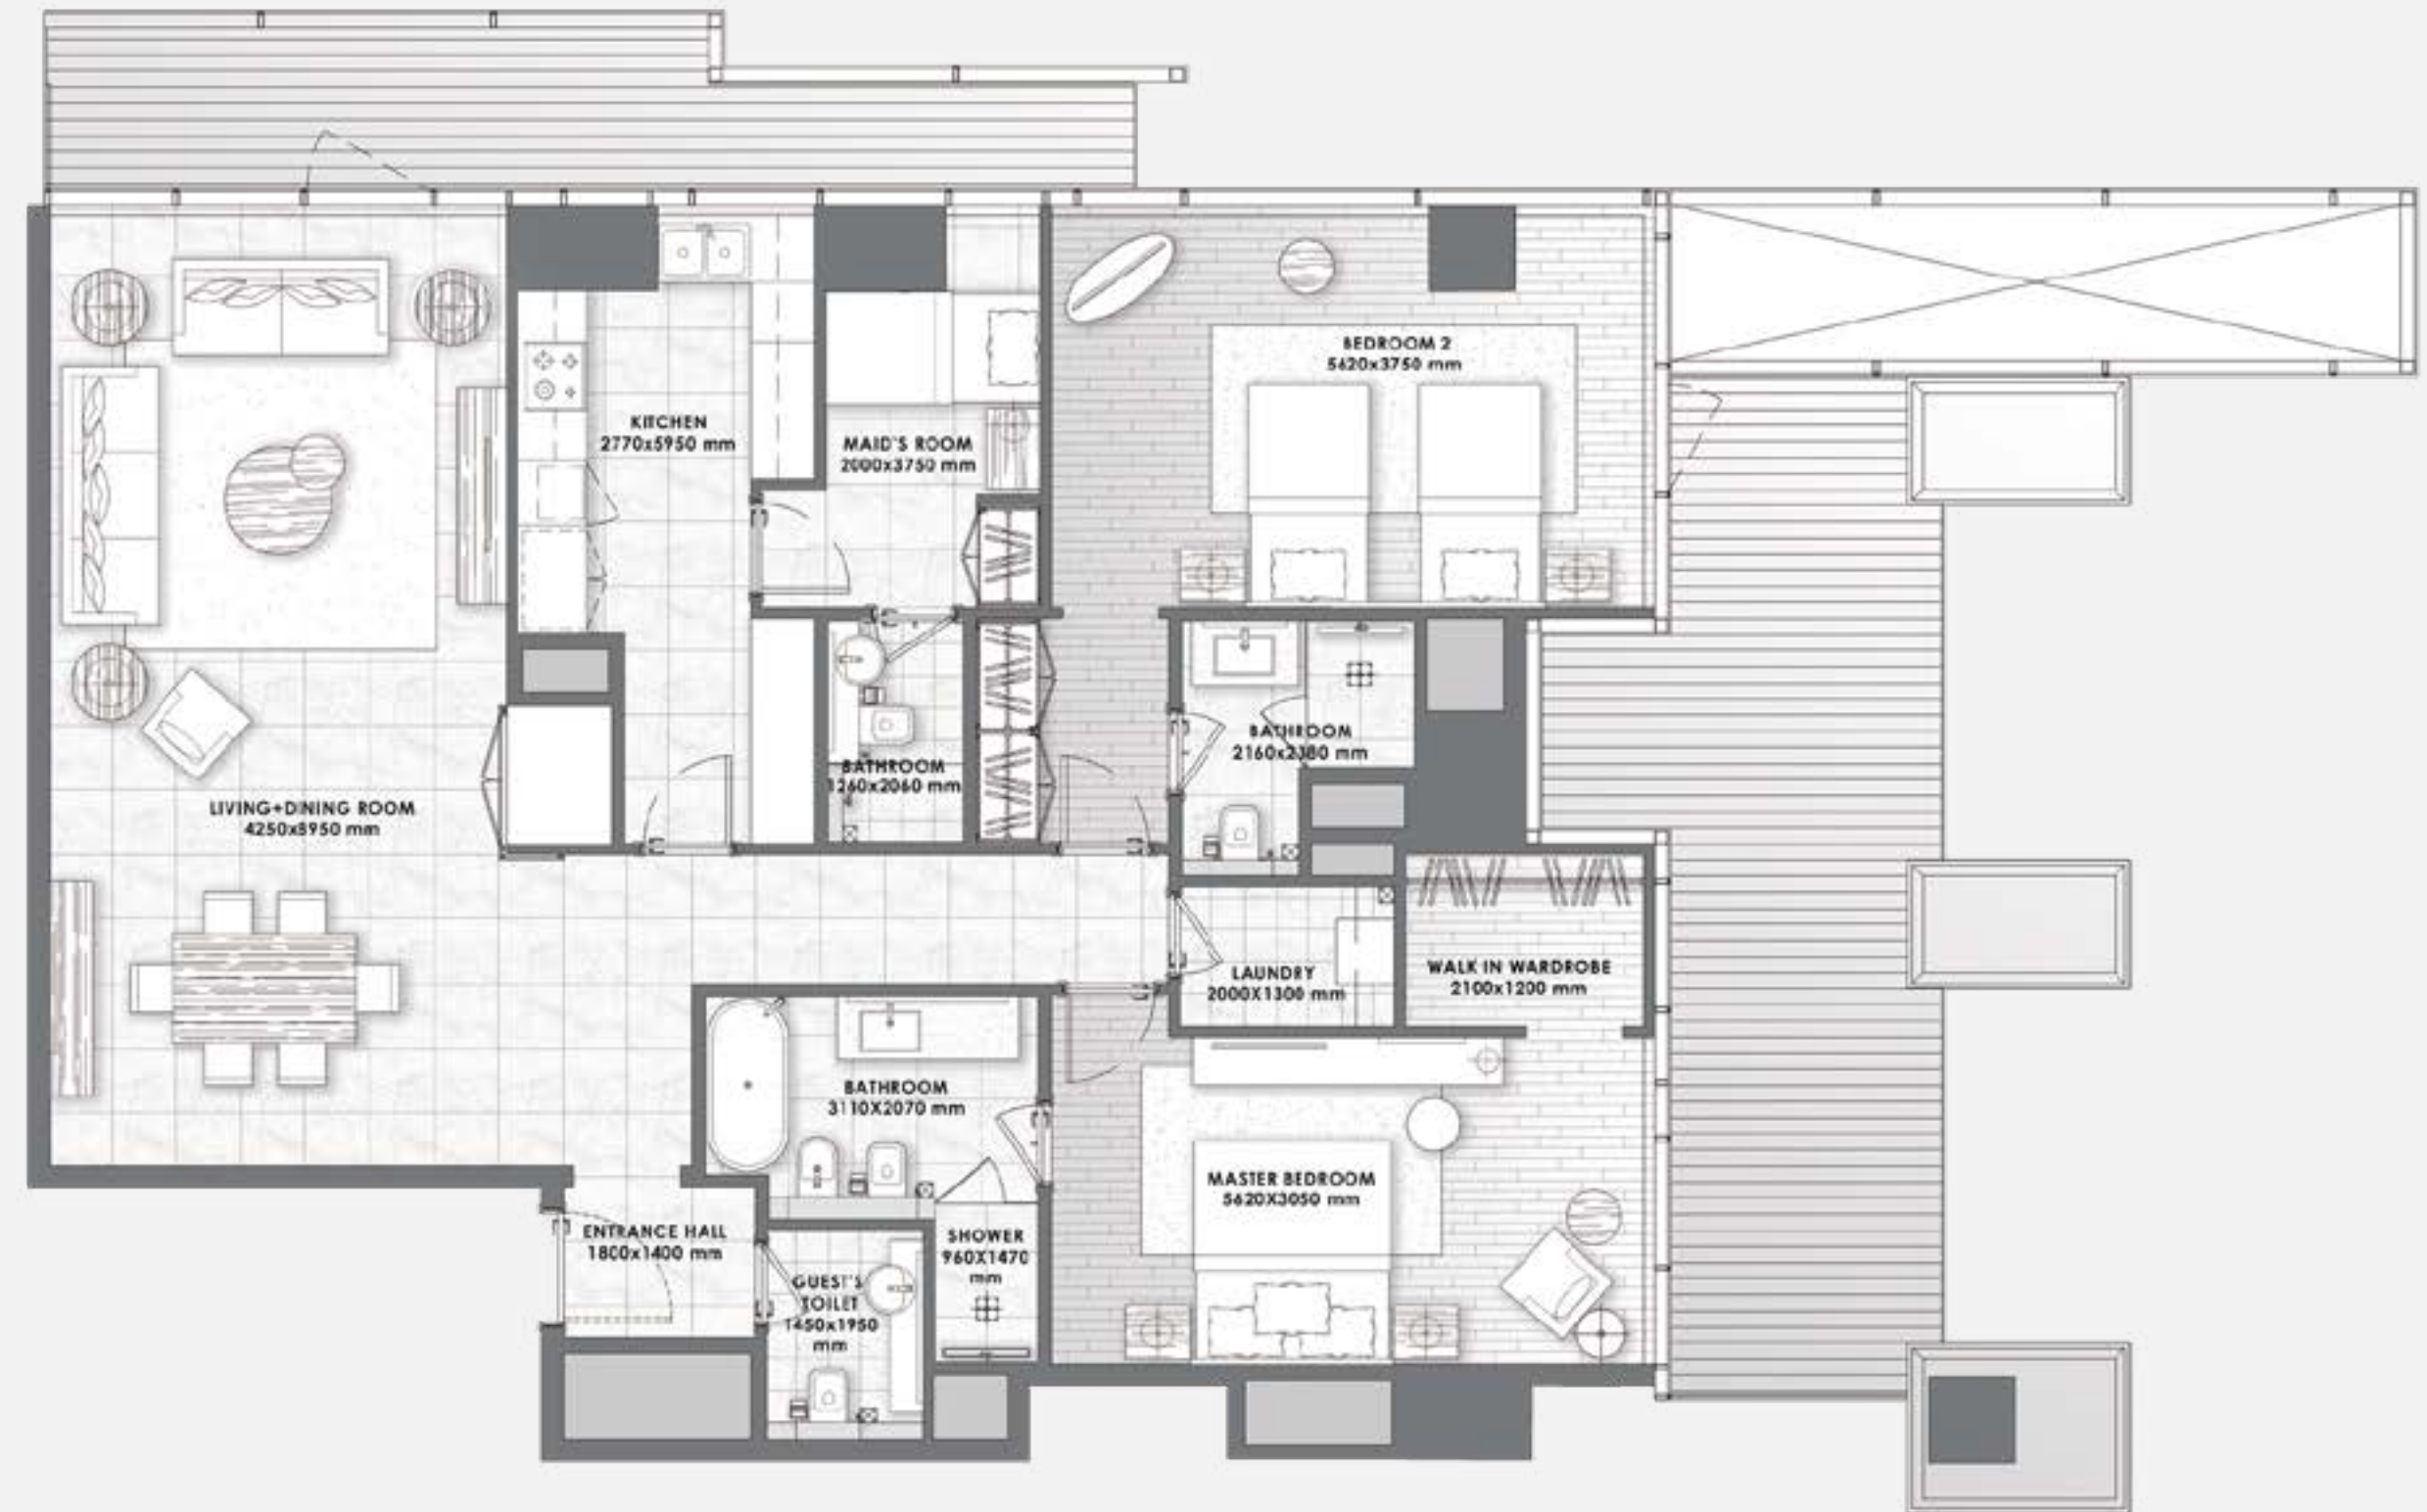 BEDROOM 2
5620x3750 mm
KITCHEN
2770x5950 mm
MAID'S ROOM
2000x3750 mm
BATHROOM
2160x2380 mm
BATHROOM
1260x2060 mm
LIVING+DINING ROOM
4250x8950 mm
LAUNDRY
2000X1300 mm
WALK IN WARDROBE
2100x1200 mm
BATHROOM
3110X2070 mm
MASTER BEDROOM
5620X3050 mm
ENTRANCE HALL
1800x1400 mm
SHOWER
960X1470
mm
GUEST'S
TOILET
1450x1950
mm